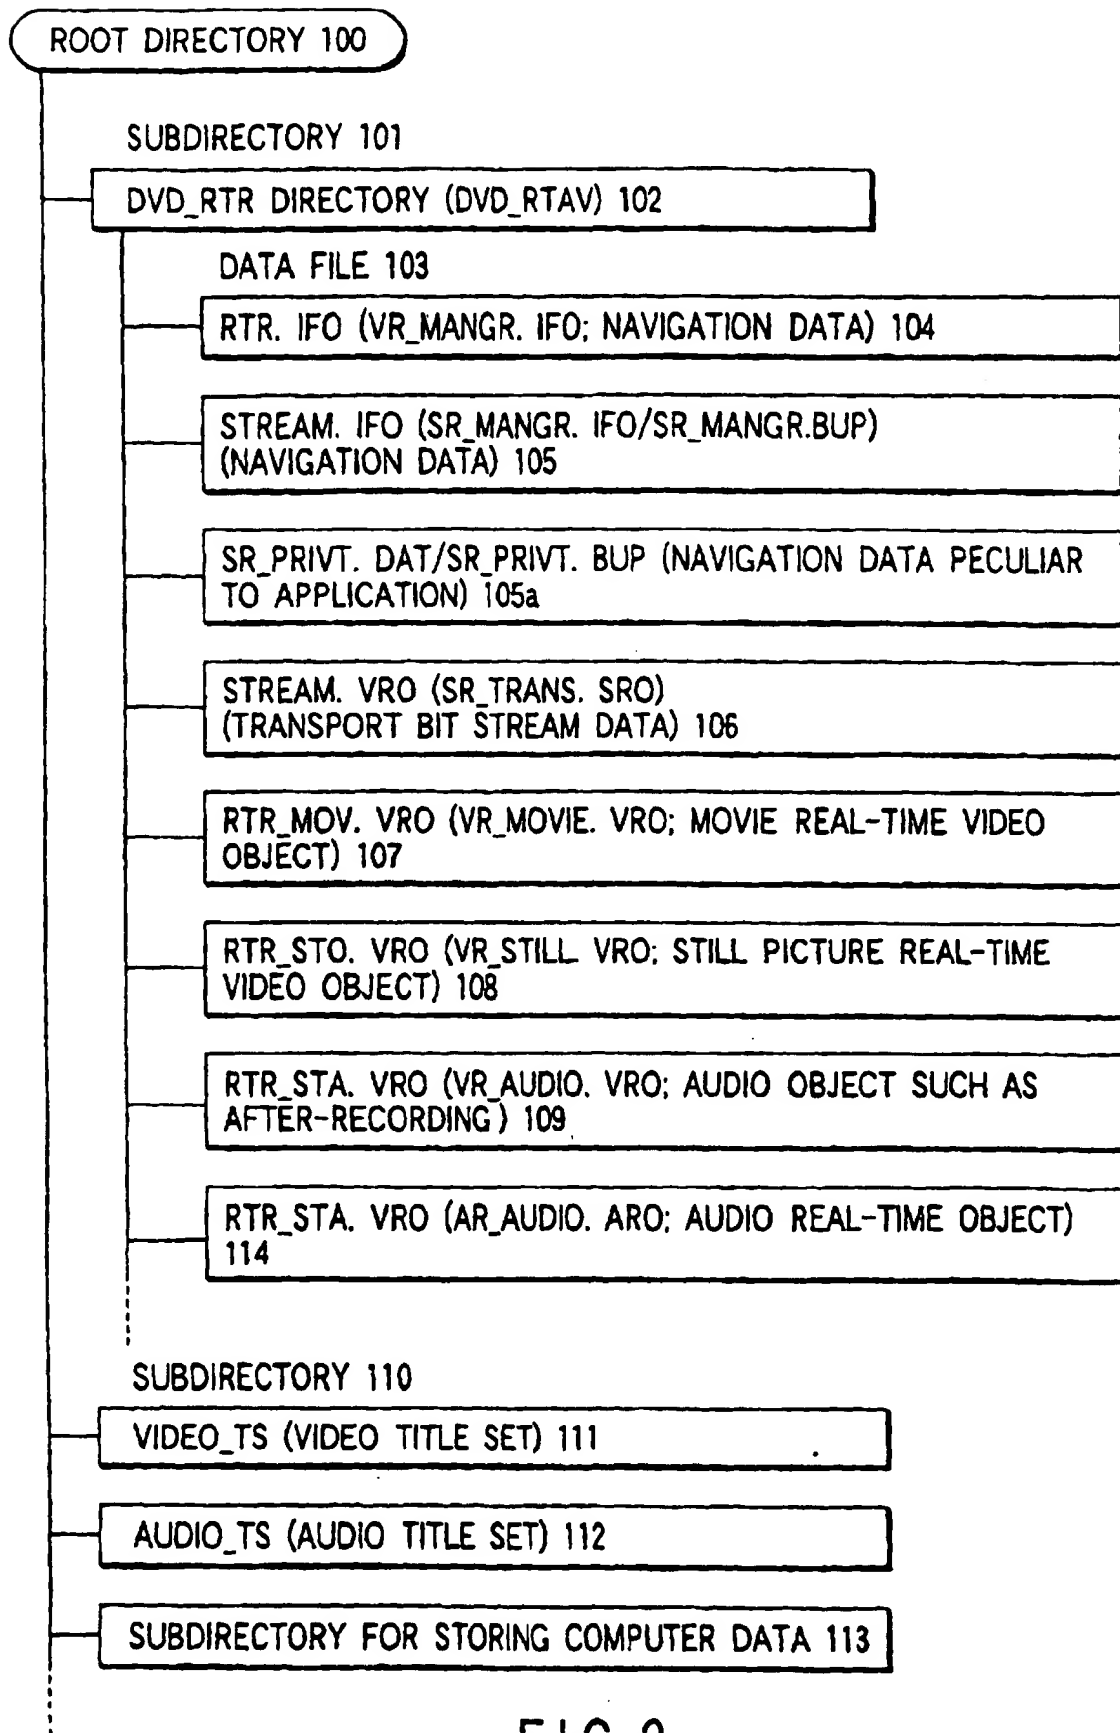 ROOT DIRECTORY 100
SUBDIRECTORY 101
DVD_RTR DIRECTORY (DVD_RTAV) 102
DATA FILE 103
RTR. IFO (VR_MANGR. IFO; NAVIGATION DATA) 104
STREAM. IFO (SR_MANGR. IFO/SR_MANGR.BUP)
(NAVIGATION DATA) 105
SR_PRIVT. DAT/SR_PRIVT. BUP (NAVIGATION DATA PECULIAR
TO APPLICATION) 105a
STREAM. VRO (SR_TRANS. SRO)
(TRANSPORT BIT STREAM DATA) 106
RTR_MOV. VRO (VR_MOVIE. VRO; MOVIE REAL-TIME VIDEO
OBJECT) 107
RTR_STO. VRO (VR_STILL. VRO; STILL PICTURE REAL-TIME
VIDEO OBJECT) 108
RTR_STA. VRO (VR_AUDIO. VRO; AUDIO OBJECT SUCH AS
AFTER-RECORDING) 109
RTR_STA. VRO (AR_AUDIO. ARO; AUDIO REAL-TIME OBJECT)
114
SUBDIRECTORY 110
VIDEO_TS (VIDEO TITLE SET) 111
AUDIO_TS (AUDIO TITLE SET) 112
SUBDIRECTORY FOR STORING COMPUTER DATA 113